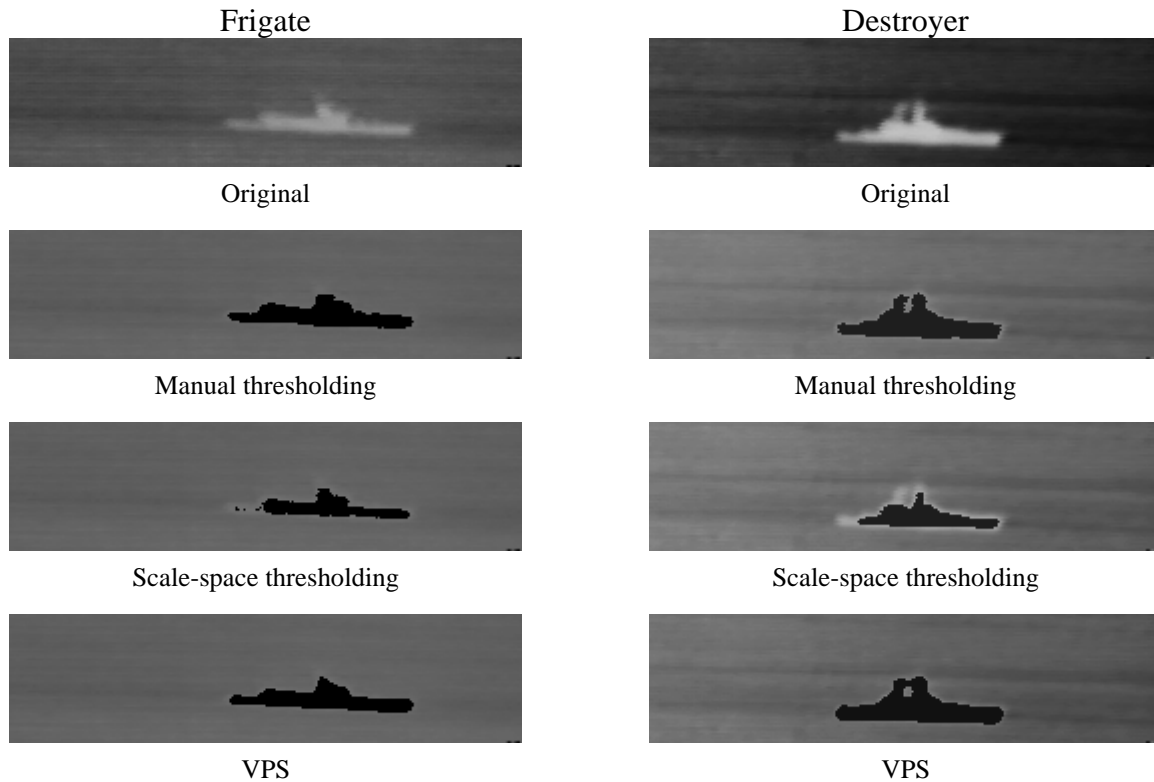 Frigate
Original
Manual thresholding
Scale-space thresholding
VPS
Destroyer
Original
Manual thresholding
Scale-space thresholding
VPS